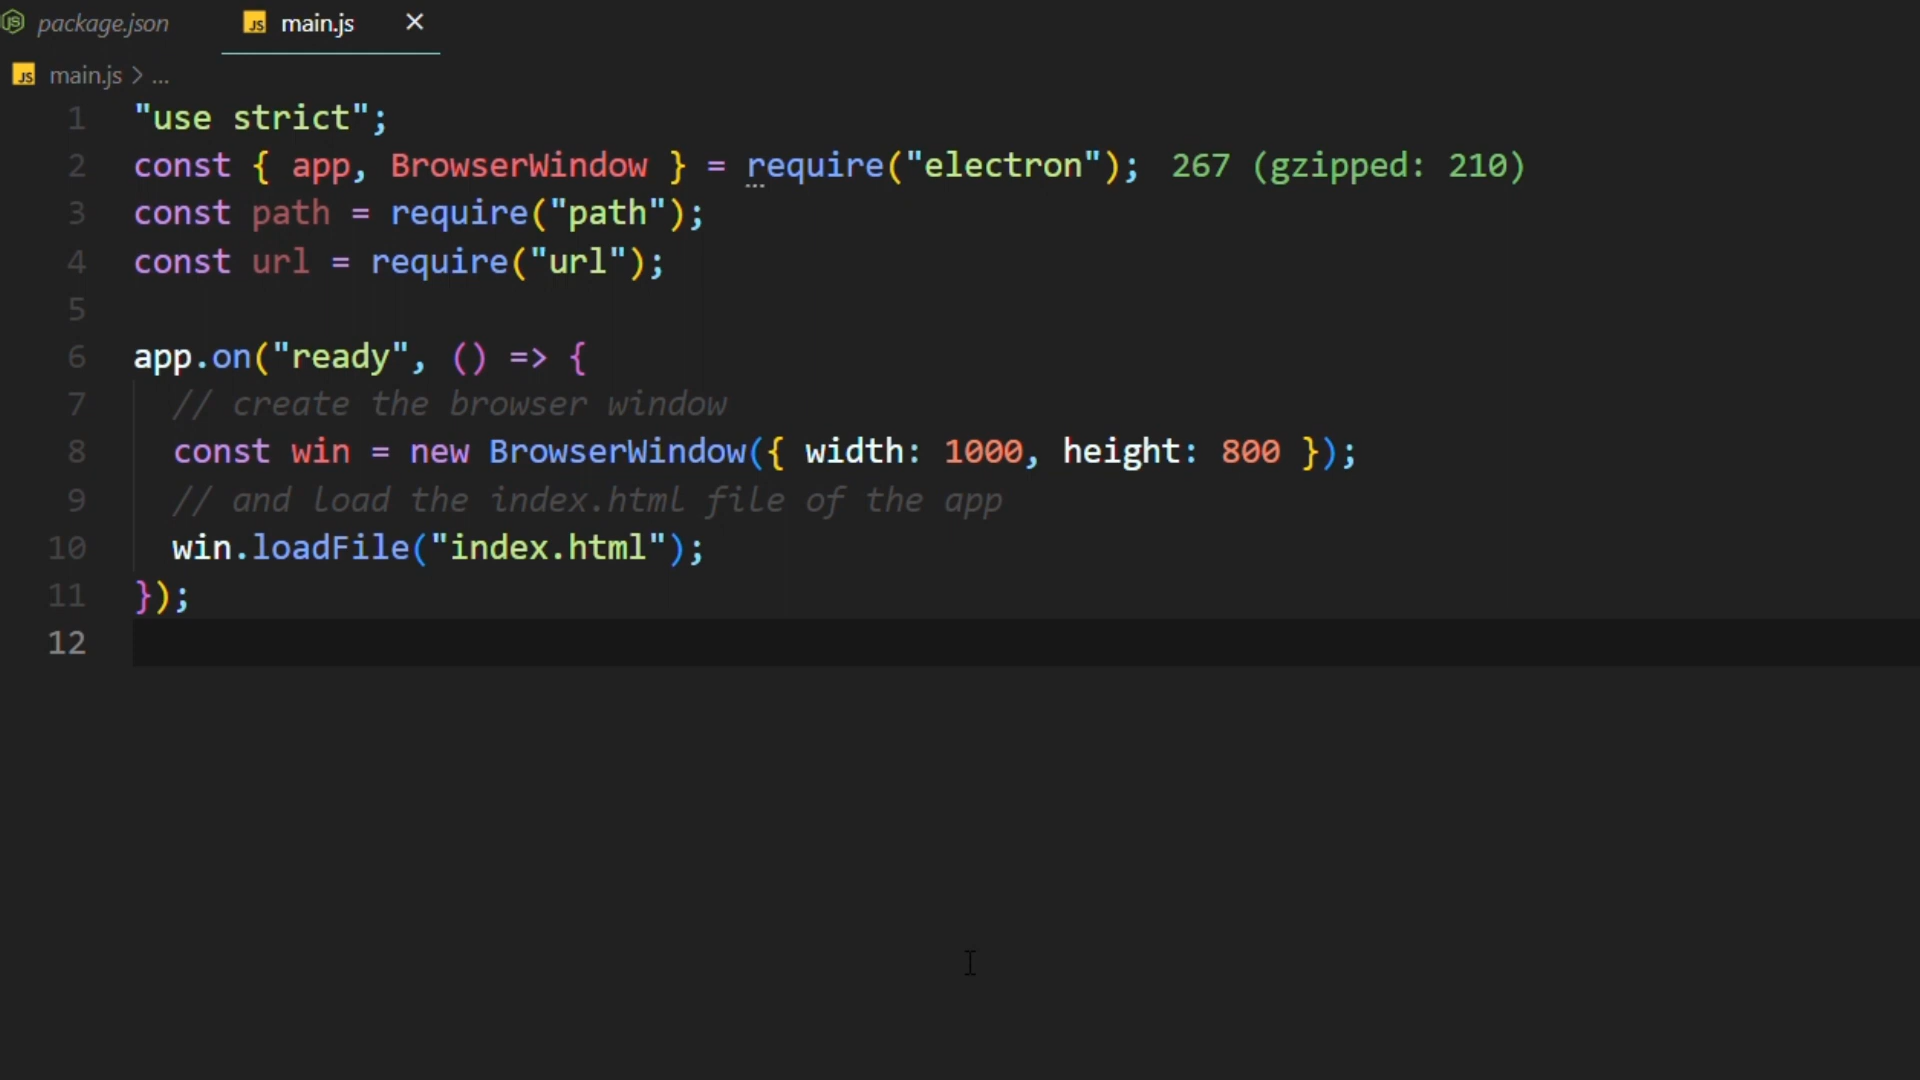 package.json main.js ×
main.js > ...
1 "use strict";
2 const { app, BrowserWindow } = require("electron"); 267 (gzipped: 210)
3 const path = require("path");
4 const url = require("url");
5
6 app.on("ready", () => {
7 // create the browser window
8 const win = new BrowserWindow({ width: 1000, height: 800 });
9 // and load the index.html file of the app
10 win.loadFile("index.html");
11 });
12